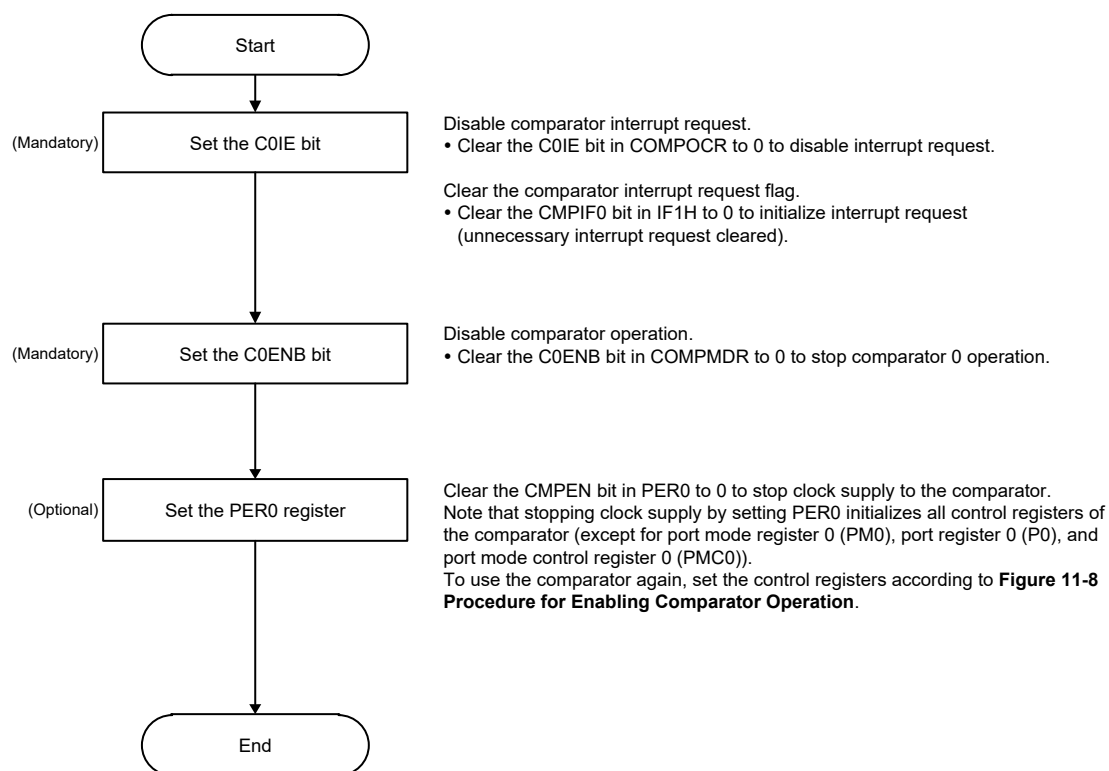 Start
(Mandatory)
Set the C0IE bit
Disable comparator interrupt request.
• Clear the C0IE bit in COMPOCR to 0 to disable interrupt request.
Clear the comparator interrupt request flag.
• Clear the CMPIF0 bit in IF1H to 0 to initialize interrupt request
(unnecessary interrupt request cleared).
(Mandatory)
Set the C0ENB bit
Disable comparator operation.
• Clear the C0ENB bit in COMPMDR to 0 to stop comparator 0 operation.
(Optional)
Set the PER0 register
Clear the CMPEN bit in PER0 to 0 to stop clock supply to the comparator.
Note that stopping clock supply by setting PER0 initializes all control registers of
the comparator (except for port mode register 0 (PM0), port register 0 (P0), and
port mode control register 0 (PMC0)).
To use the comparator again, set the control registers according to Figure 11-8
Procedure for Enabling Comparator Operation.
End